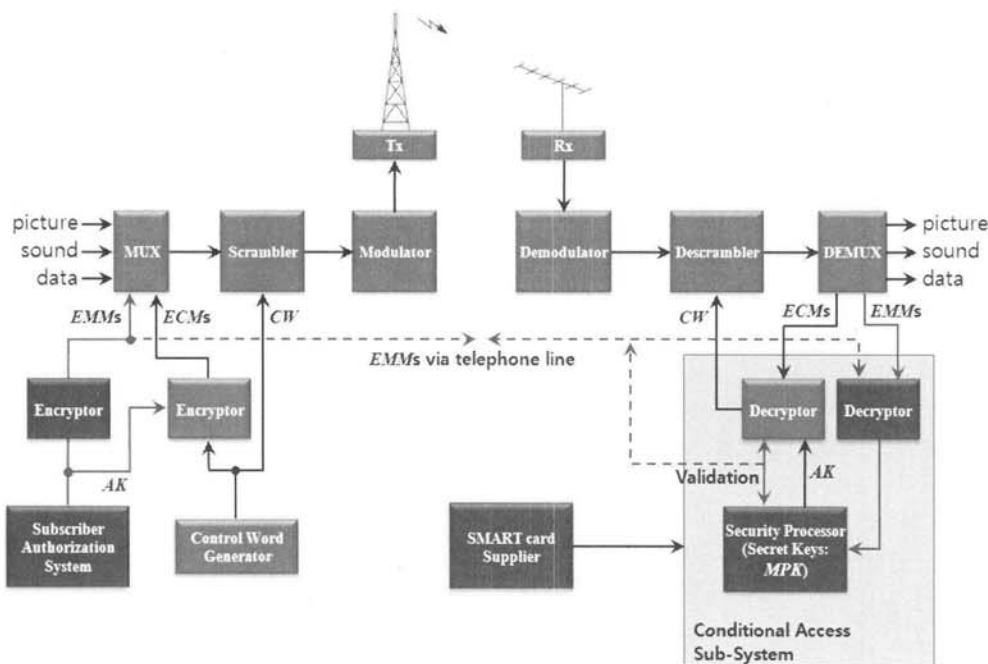 Tx
Rx
picture
sound
data
MUX
Scrambler
Modulator
Demodulator
Descrambler
DEMUX
picture
sound
data
EMMs
ECMs
CW
CW
ECMs
EMMs
EMMs via telephone line
Encryptor
Encryptor
Decryptor
Decryptor
AK
Validation
AK
Subscriber
Authorization
System
Control Word
Generator
SMART card
Supplier
Security Processor
(Secret Keys:
MPK)
Conditional Access
Sub-System